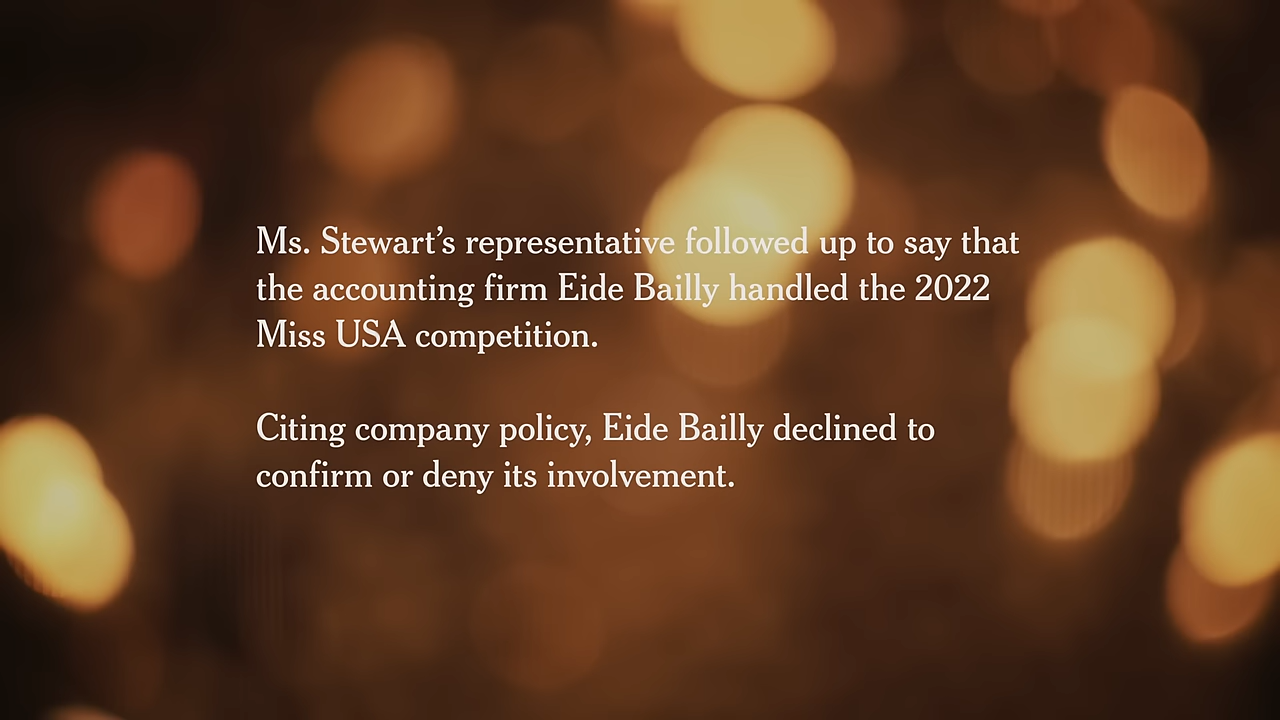 Ms. Stewart’s representative followed up to say that
the accounting firm Eide Bailly handled the 2022
Miss USA competition.
Citing company policy, Eide Bailly declined to
confirm or deny its involvement.